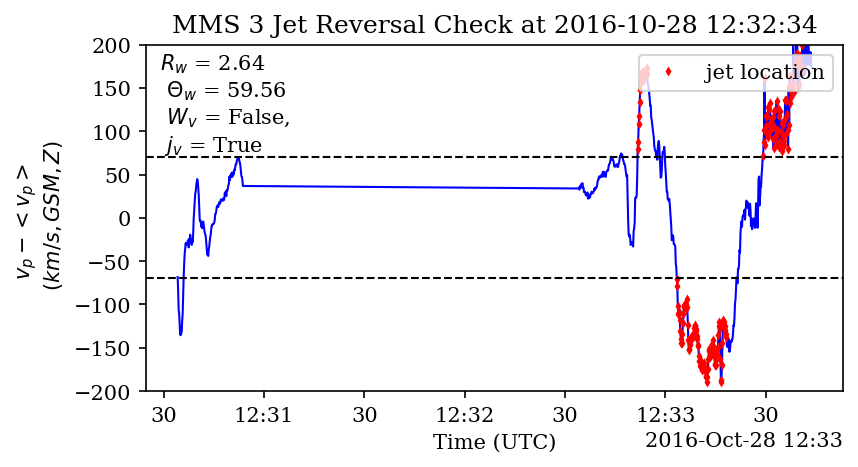 MMS 3 Jet Reversal Check at 2016-10-28 12:32:34
R_w = 2.64
Θ_w = 59.56
W_v = False,
j_v = True
jet location
v_p − <v_p>
(km/s, GSM, Z)
200
150
100
50
0
−50
−100
−150
−200
30 12:31 30 12:32 30 12:33 30
Time (UTC)
2016-Oct-28 12:33